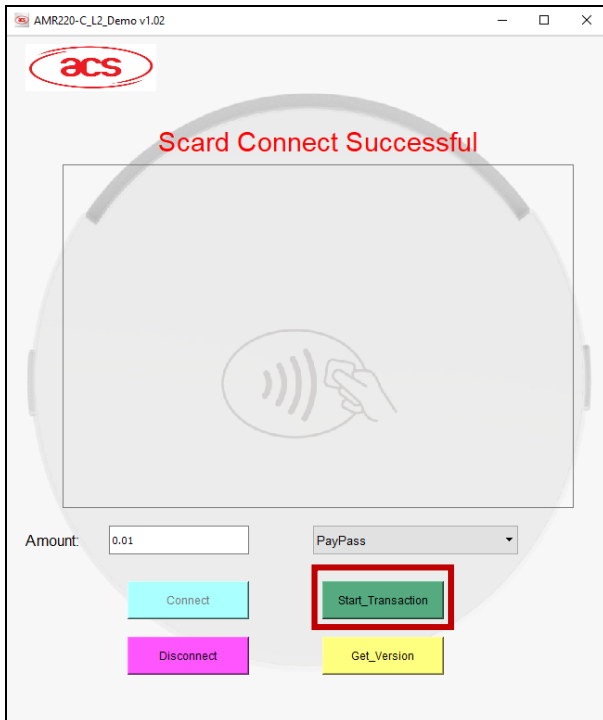 AMR220-C_L2_Demo v1.02
acs
Scard Connect Successful
Amount:
0.01
PayPass
Connect
Start_Transaction
Disconnect
Get_Version